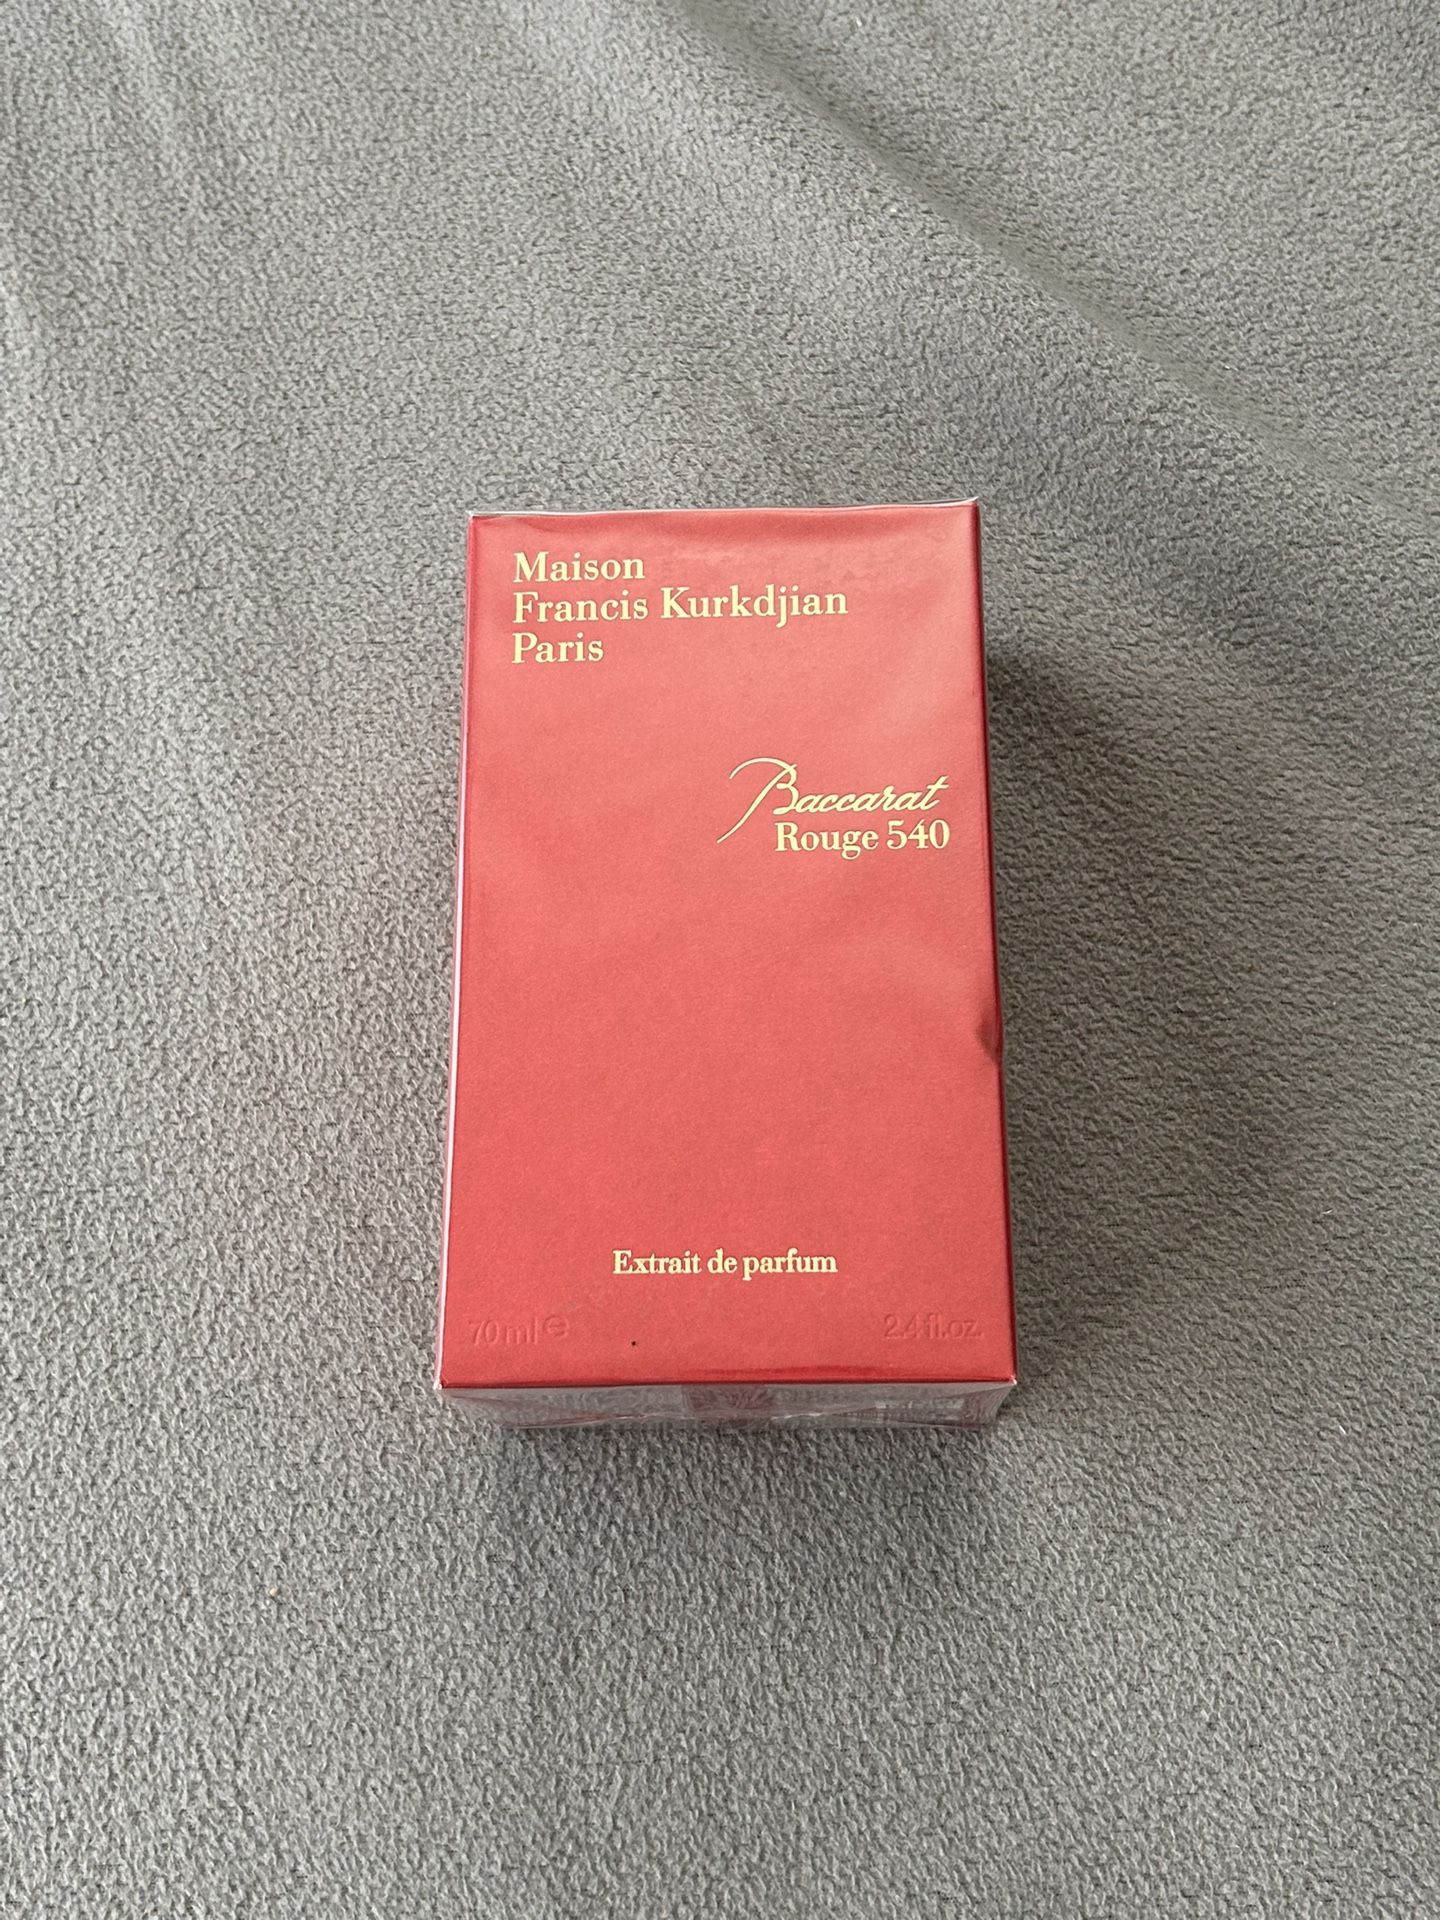 Maison
Francis Kurkdjian
Paris
Baccarat
Rouge 540
Extrait de parfum
70 ml ℮ 2.4 fl.oz.